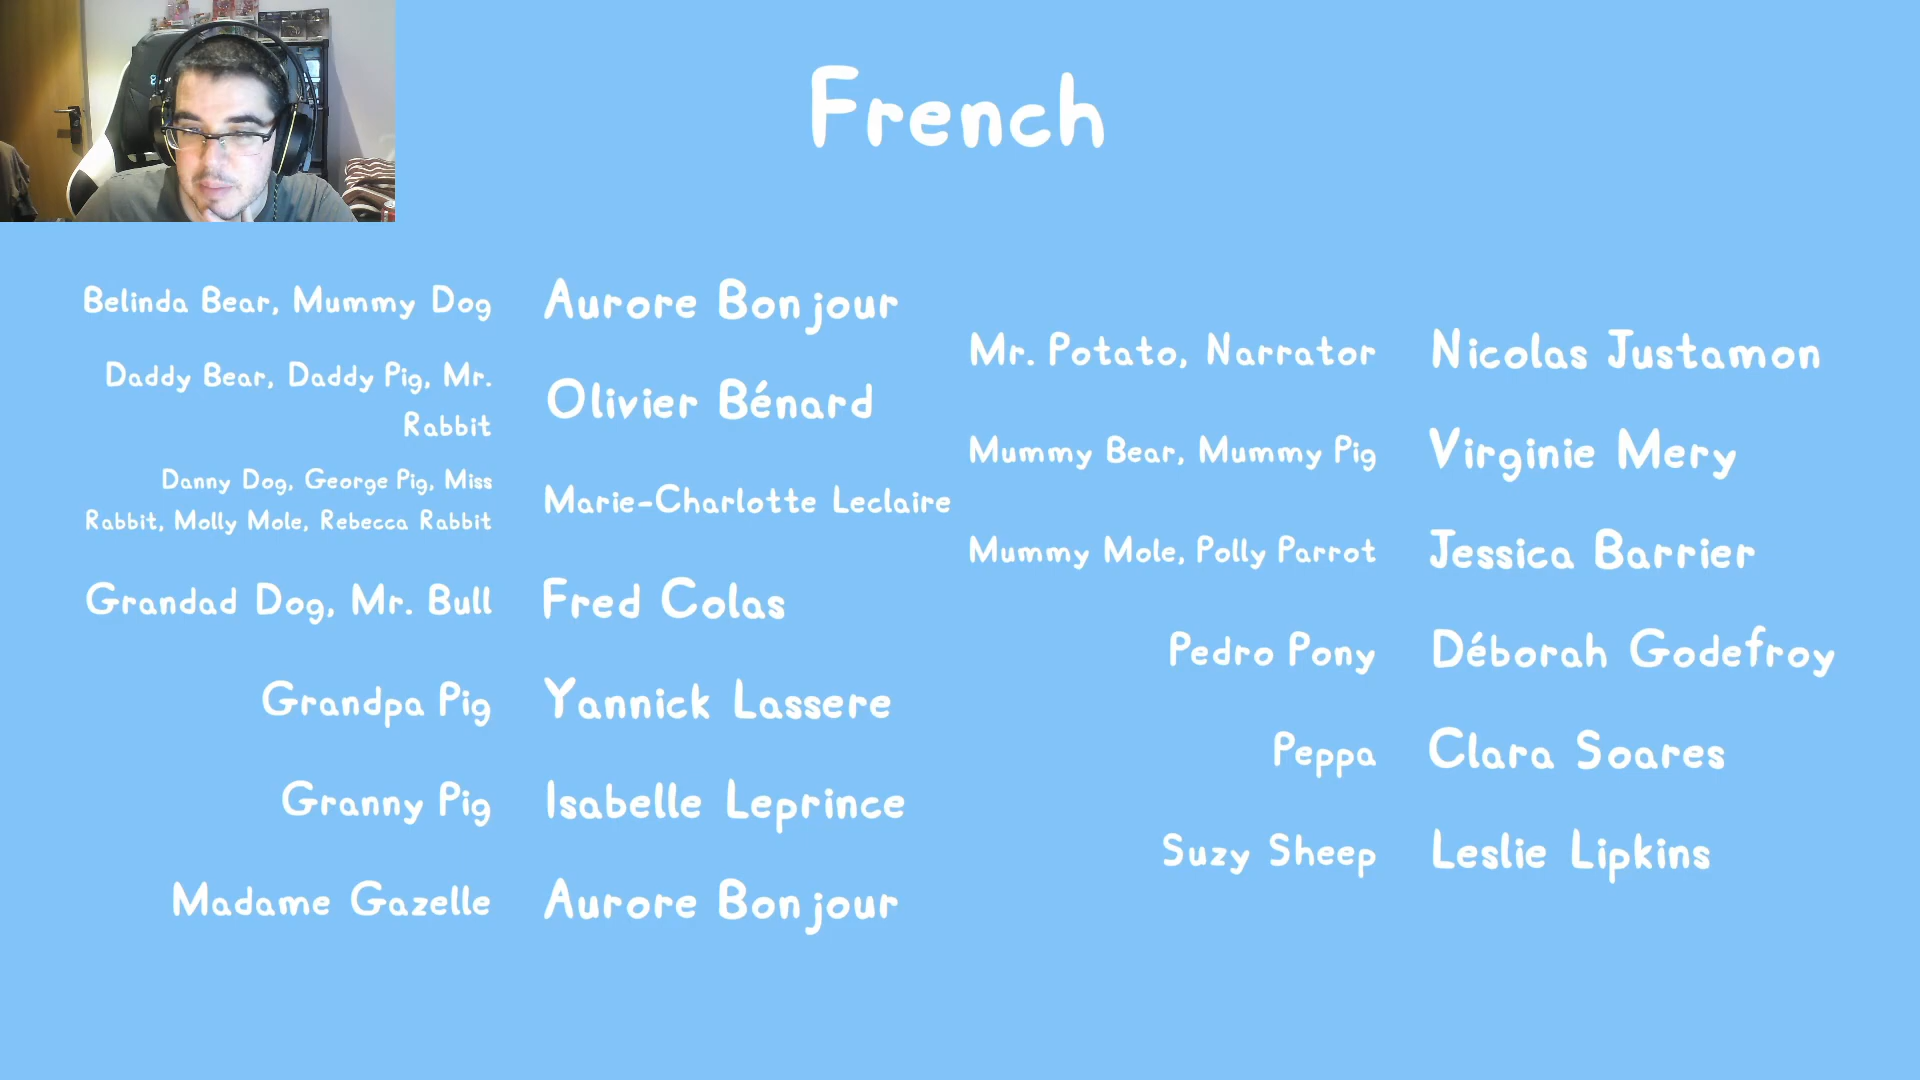 French
Belinda Bear, Mummy Dog Aurore Bonjour
Daddy Bear, Daddy Pig, Mr.
Rabbit Olivier Bénard
Danny Dog, George Pig, Miss
Rabbit, Molly Mole, Rebecca Rabbit Marie-Charlotte Leclaire
Grandad Dog, Mr. Bull Fred Colas
Grandpa Pig Yannick Lassere
Granny Pig Isabelle Leprince
Madame Gazelle Aurore Bonjour
Mr. Potato, Narrator Nicolas Justamon
Mummy Bear, Mummy Pig Virginie Mery
Mummy Mole, Polly Parrot Jessica Barrier
Pedro Pony Déborah Godefroy
Peppa Clara Soares
Suzy Sheep Leslie Lipkins